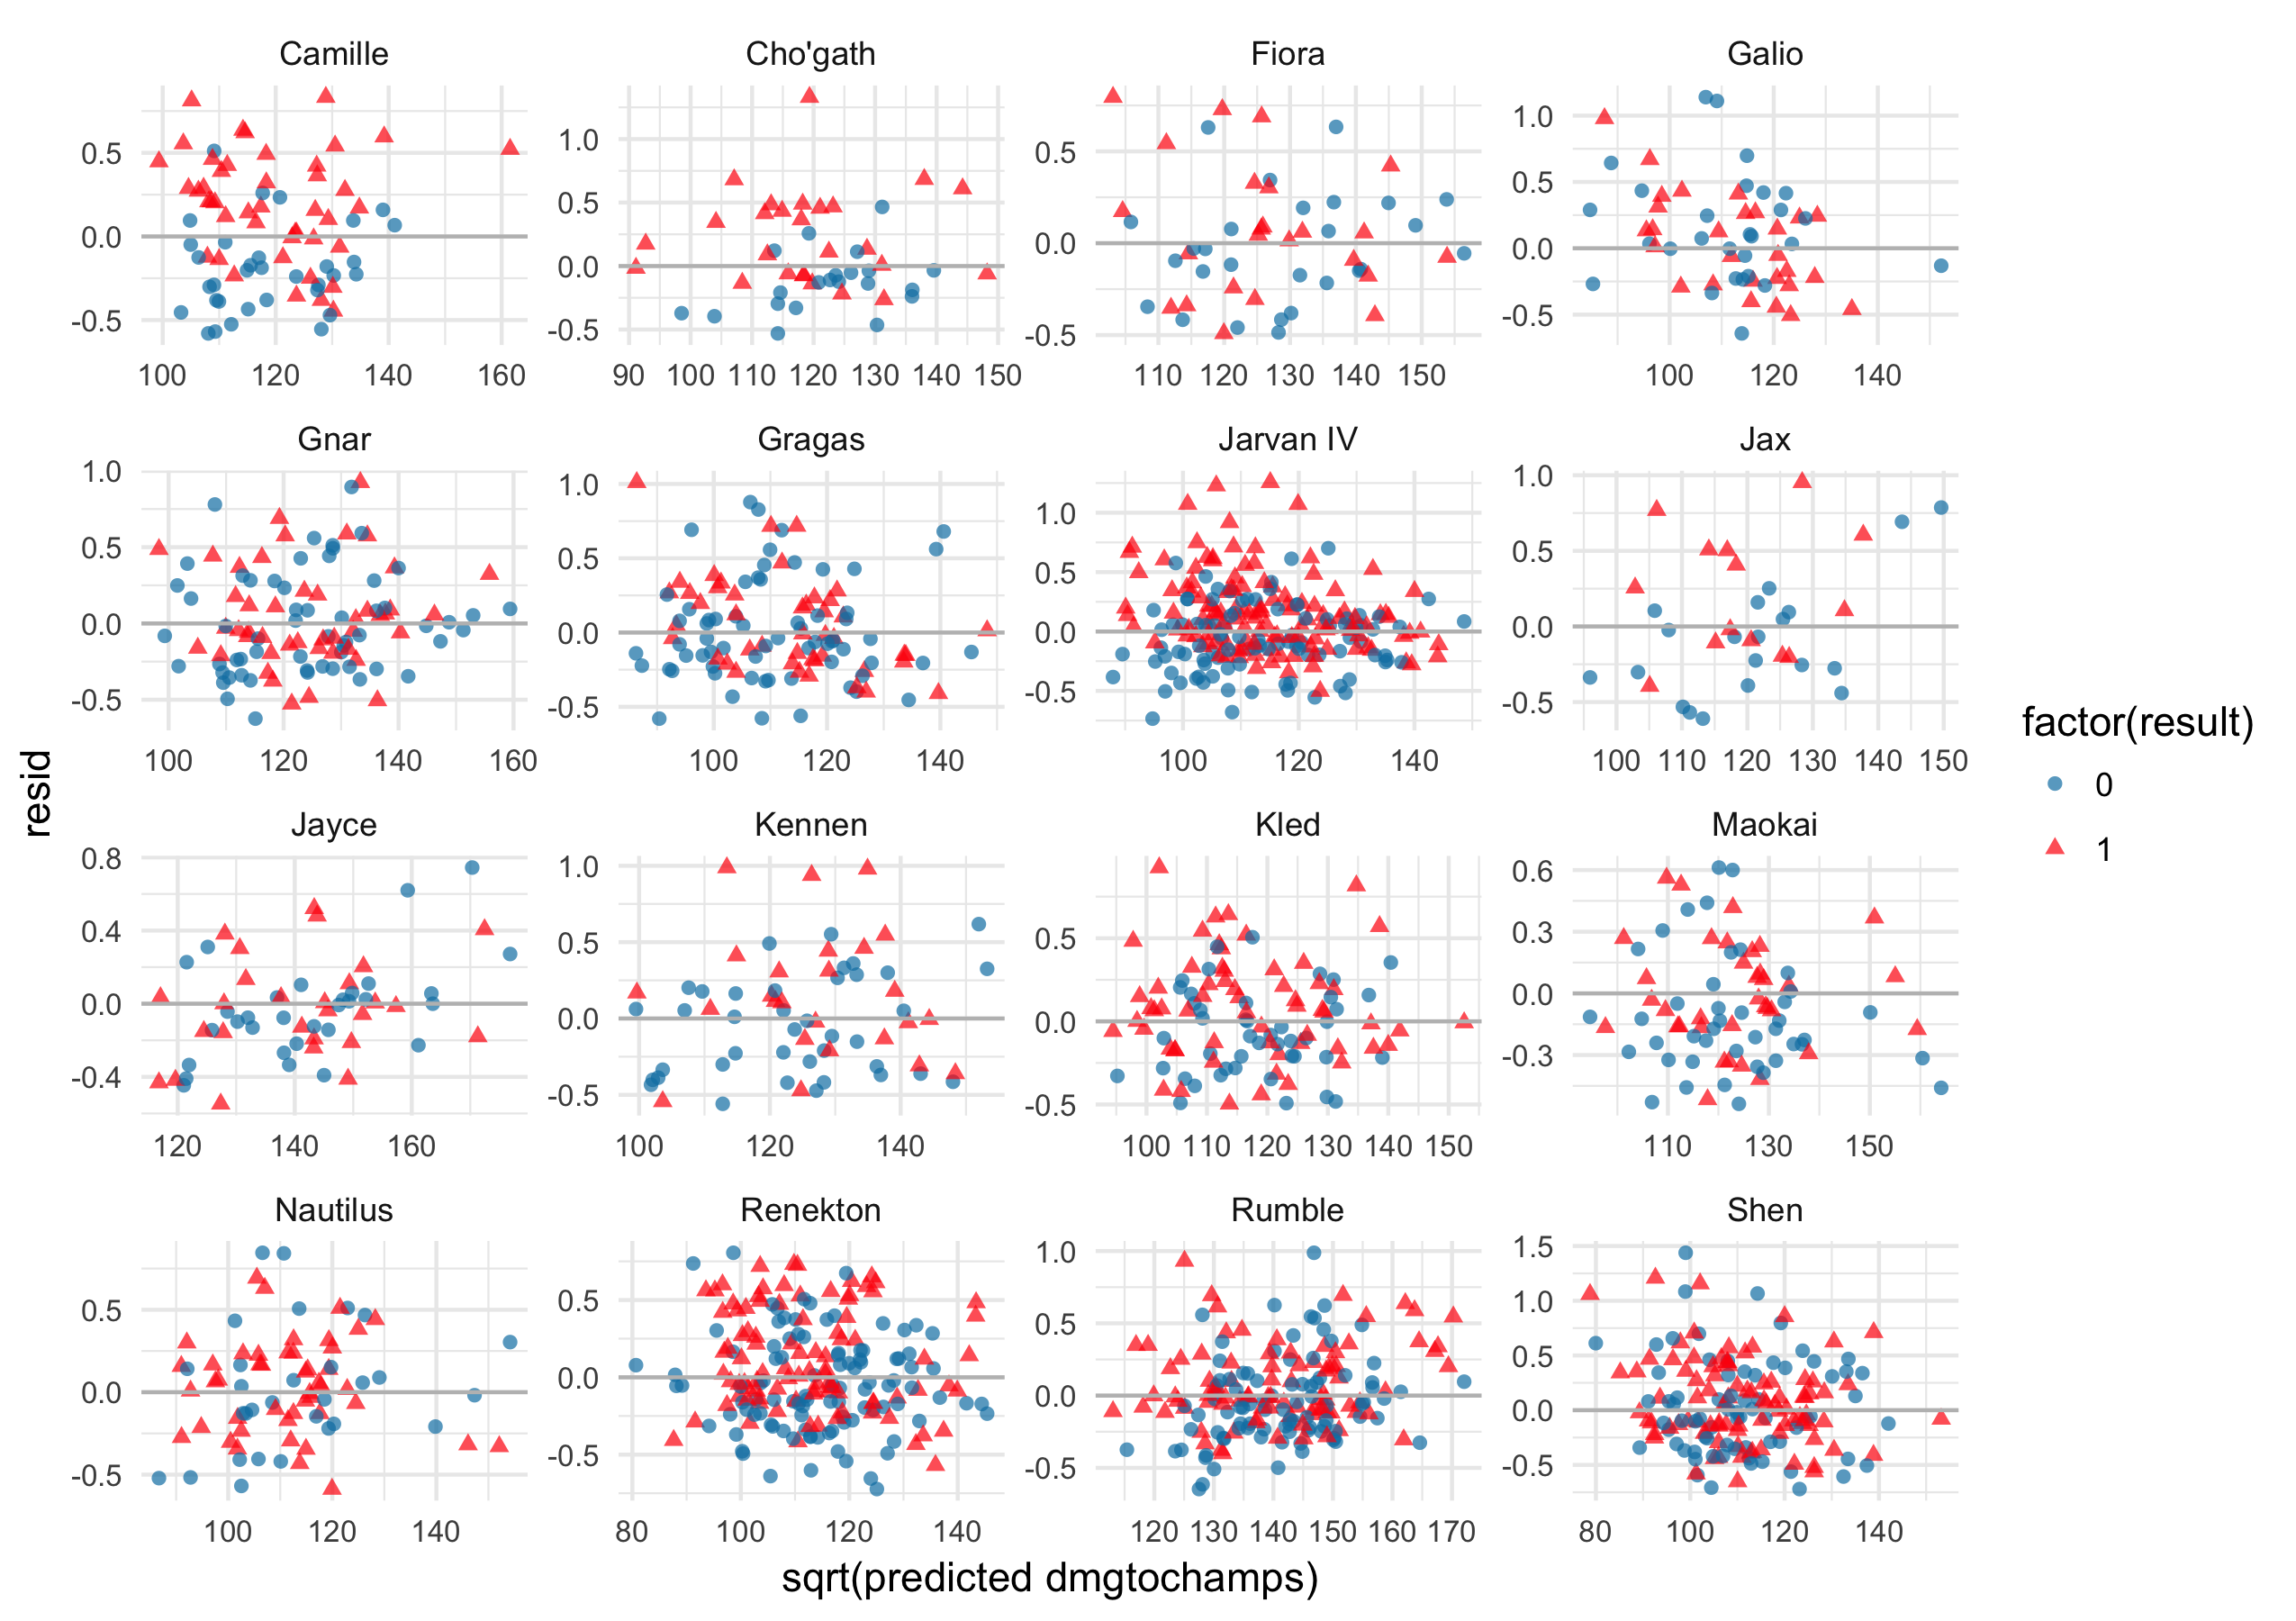 Camille
Cho'gath
Fiora
Galio
0.5
0.0
-0.5
100 120 140 160
1.0
0.5
0.0
-0.5
90 100 110 120 130 140 150
0.5
0.0
-0.5
110 120 130 140 150
1.0
0.5
0.0
-0.5
100 120 140
Gnar
Gragas
Jarvan IV
Jax
1.0
0.5
0.0
-0.5
100 120 140 160
1.0
0.5
0.0
-0.5
100 120 140
1.0
0.5
0.0
-0.5
100 120 140
1.0
0.5
0.0
-0.5
100 110 120 130 140 150
Jayce
Kennen
Kled
Maokai
0.8
0.4
0.0
-0.4
120 140 160
1.0
0.5
0.0
-0.5
100 120 140
0.5
0.0
-0.5
100 110 120 130 140 150
0.6
0.3
0.0
-0.3
110 130 150
Nautilus
Renekton
Rumble
Shen
0.5
0.0
-0.5
100 120 140
0.5
0.0
-0.5
80 100 120 140
1.0
0.5
0.0
-0.5
120 130 140 150 160 170
1.5
1.0
0.5
0.0
-0.5
80 100 120 140
resid
sqrt(predicted dmgtochamps)
factor(result)
0
1